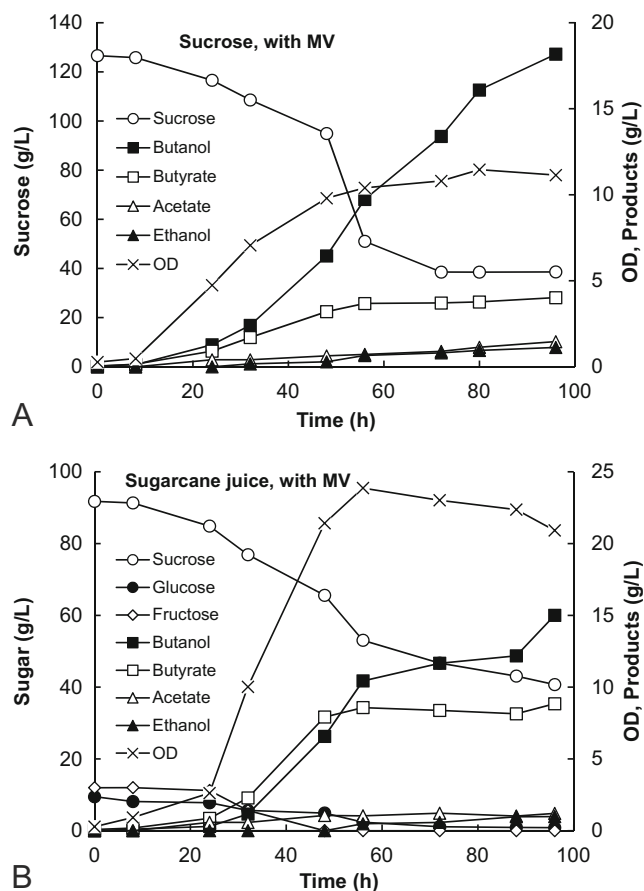 Sucrose, with MV
Sucrose (g/L)
140
120
100
80
60
40
20
0
Sucrose
Butanol
Butyrate
Acetate
Ethanol
OD
20
15
10
5
0
OD, Products (g/L)
0 20 40 60 80 100
Time (h)
A
Sugarcane juice, with MV
Sugar (g/L)
100
80
60
40
20
0
Sucrose
Glucose
Fructose
Butanol
Butyrate
Acetate
Ethanol
OD
25
20
15
10
5
0
OD, Products (g/L)
0 20 40 60 80 100
Time (h)
B